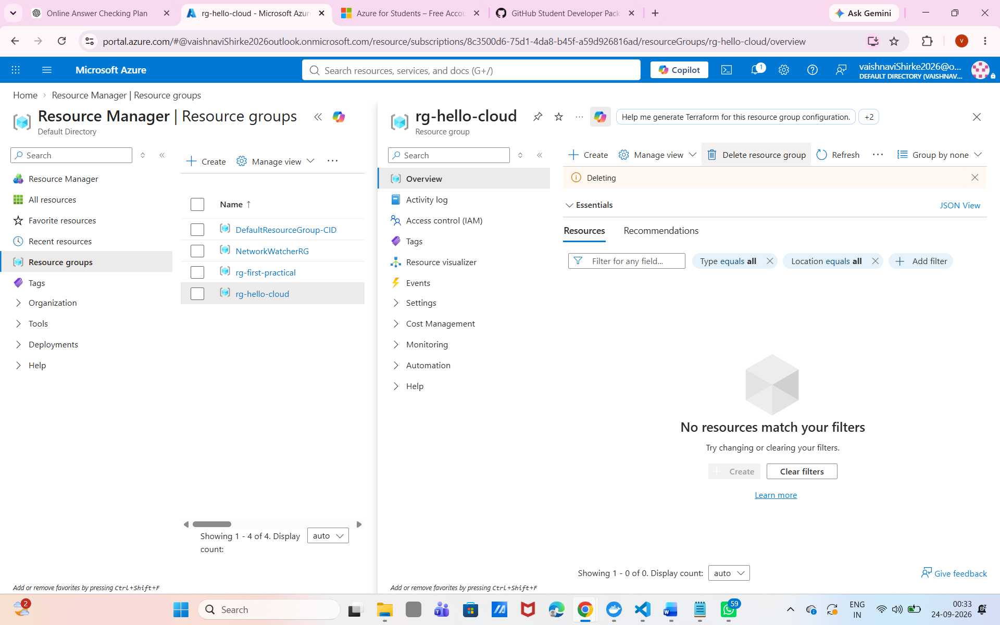 Online Answer Checking Plan
rg-hello-cloud - Microsoft Azur
Azure for Students – Free Accou
GitHub Student Developer Pack
Ask Gemini
portal.azure.com/#@vaishnaviShirke2026outlook.onmicrosoft.com/resource/subscriptions/8c3500d6-75d1-4da8-b45f-a59d926816ad/resourceGroups/rg-hello-cloud/overview
V
Microsoft Azure
Search resources, services, and docs (G+/)
Copilot
1
vaishnaviShirke2026@o...
DEFAULT DIRECTORY (VAISHNAV...
Home > Resource Manager | Resource groups
Resource Manager | Resource groups
Default Directory
Search
Resource Manager
All resources
Favorite resources
Recent resources
Resource groups
Tags
Organization
Tools
Deployments
Help
Create
Manage view
Name ↑
DefaultResourceGroup-CID
NetworkWatcherRG
rg-first-practical
rg-hello-cloud
Showing 1 - 4 of 4. Display
count:
auto
Add or remove favorites by pressing Ctrl+Shift+F
rg-hello-cloud
Resource group
Help me generate Terraform for this resource group configuration.
+2
Search
Overview
Activity log
Access control (IAM)
Tags
Resource visualizer
Events
Settings
Cost Management
Monitoring
Automation
Help
Create
Manage view
Delete resource group
Refresh
Group by none
Deleting
Essentials
JSON View
Resources
Recommendations
Filter for any field...
Type equals all
Location equals all
Add filter
No resources match your filters
Try changing or clearing your filters.
Create
Clear filters
Learn more
Showing 1 - 0 of 0. Display count:
auto
Give feedback
Add or remove favorites by pressing Ctrl+Shift+F
2
Search
59
ENG
IN
00:33
24-09-2026